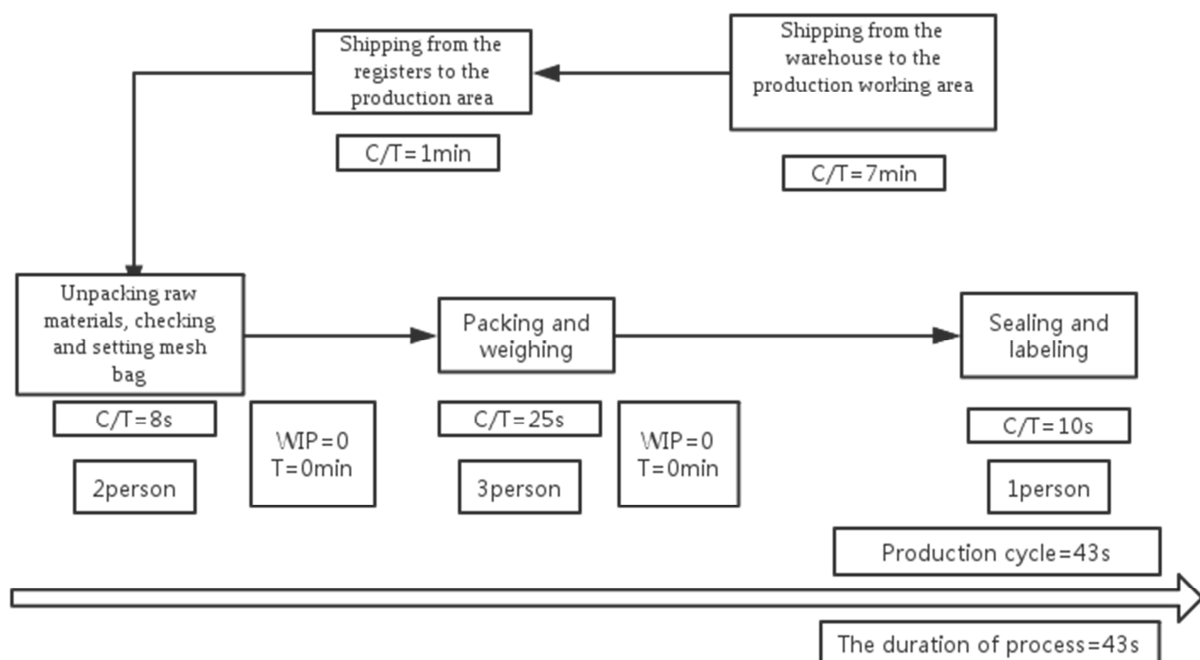 Shipping from the
registers to the
production area
C/T=1min
Shipping from the
warehouse to the
production working area
C/T=7min
Unpacking raw
materials, checking
and setting mesh
bag
C/T=8s
2person
WIP=0
T=0min
Packing and
weighing
C/T=25s
3person
WIP=0
T=0min
Sealing and
labeling
C/T=10s
1person
Production cycle=43s
The duration of process=43s